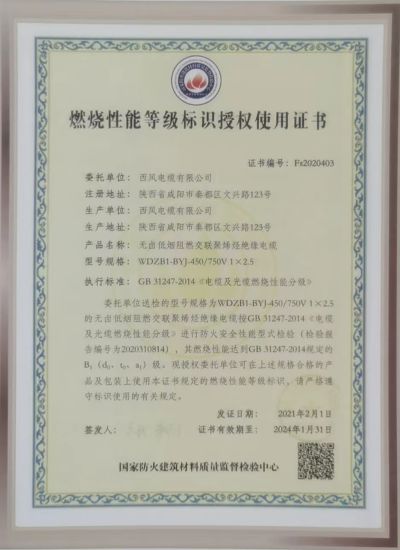 燃烧性能等级标识授权使用证书
证书编号：Fz2020403
委托单位：西凤电缆有限公司
注册地址：陕西省咸阳市秦都区文兴路123号
生产单位：西凤电缆有限公司
生产地址：陕西省咸阳市秦都区文兴路123号
产品名称：无卤低烟阻燃交联聚烯烃绝缘电缆
型号规格：WDZB1-BYJ-450/750V 1×2.5
执行标准：GB 31247-2014《电缆及光缆燃烧性能分级》
委托单位送检的型号规格为WDZB1-BYJ-450/750V 1×2.5
的无卤低烟阻燃交联聚烯烃绝缘电缆按GB 31247-2014《电缆
及光缆燃烧性能分级》进行防火安全性能型式检验（检验报
告编号为2020310814），其燃烧性能达到GB 31247-2014规定的
B₁（d₀、t₀、a₁）级。现授权委托单位可在上述规格合格的产
品及包装上使用本证书规定的燃烧性能等级标识，请严格遵
守标识使用的有关规定。
发证日期：2021年2月1日
签发人：
证书有效期至：2024年1月31日
国家防火建筑材料质量监督检验中心